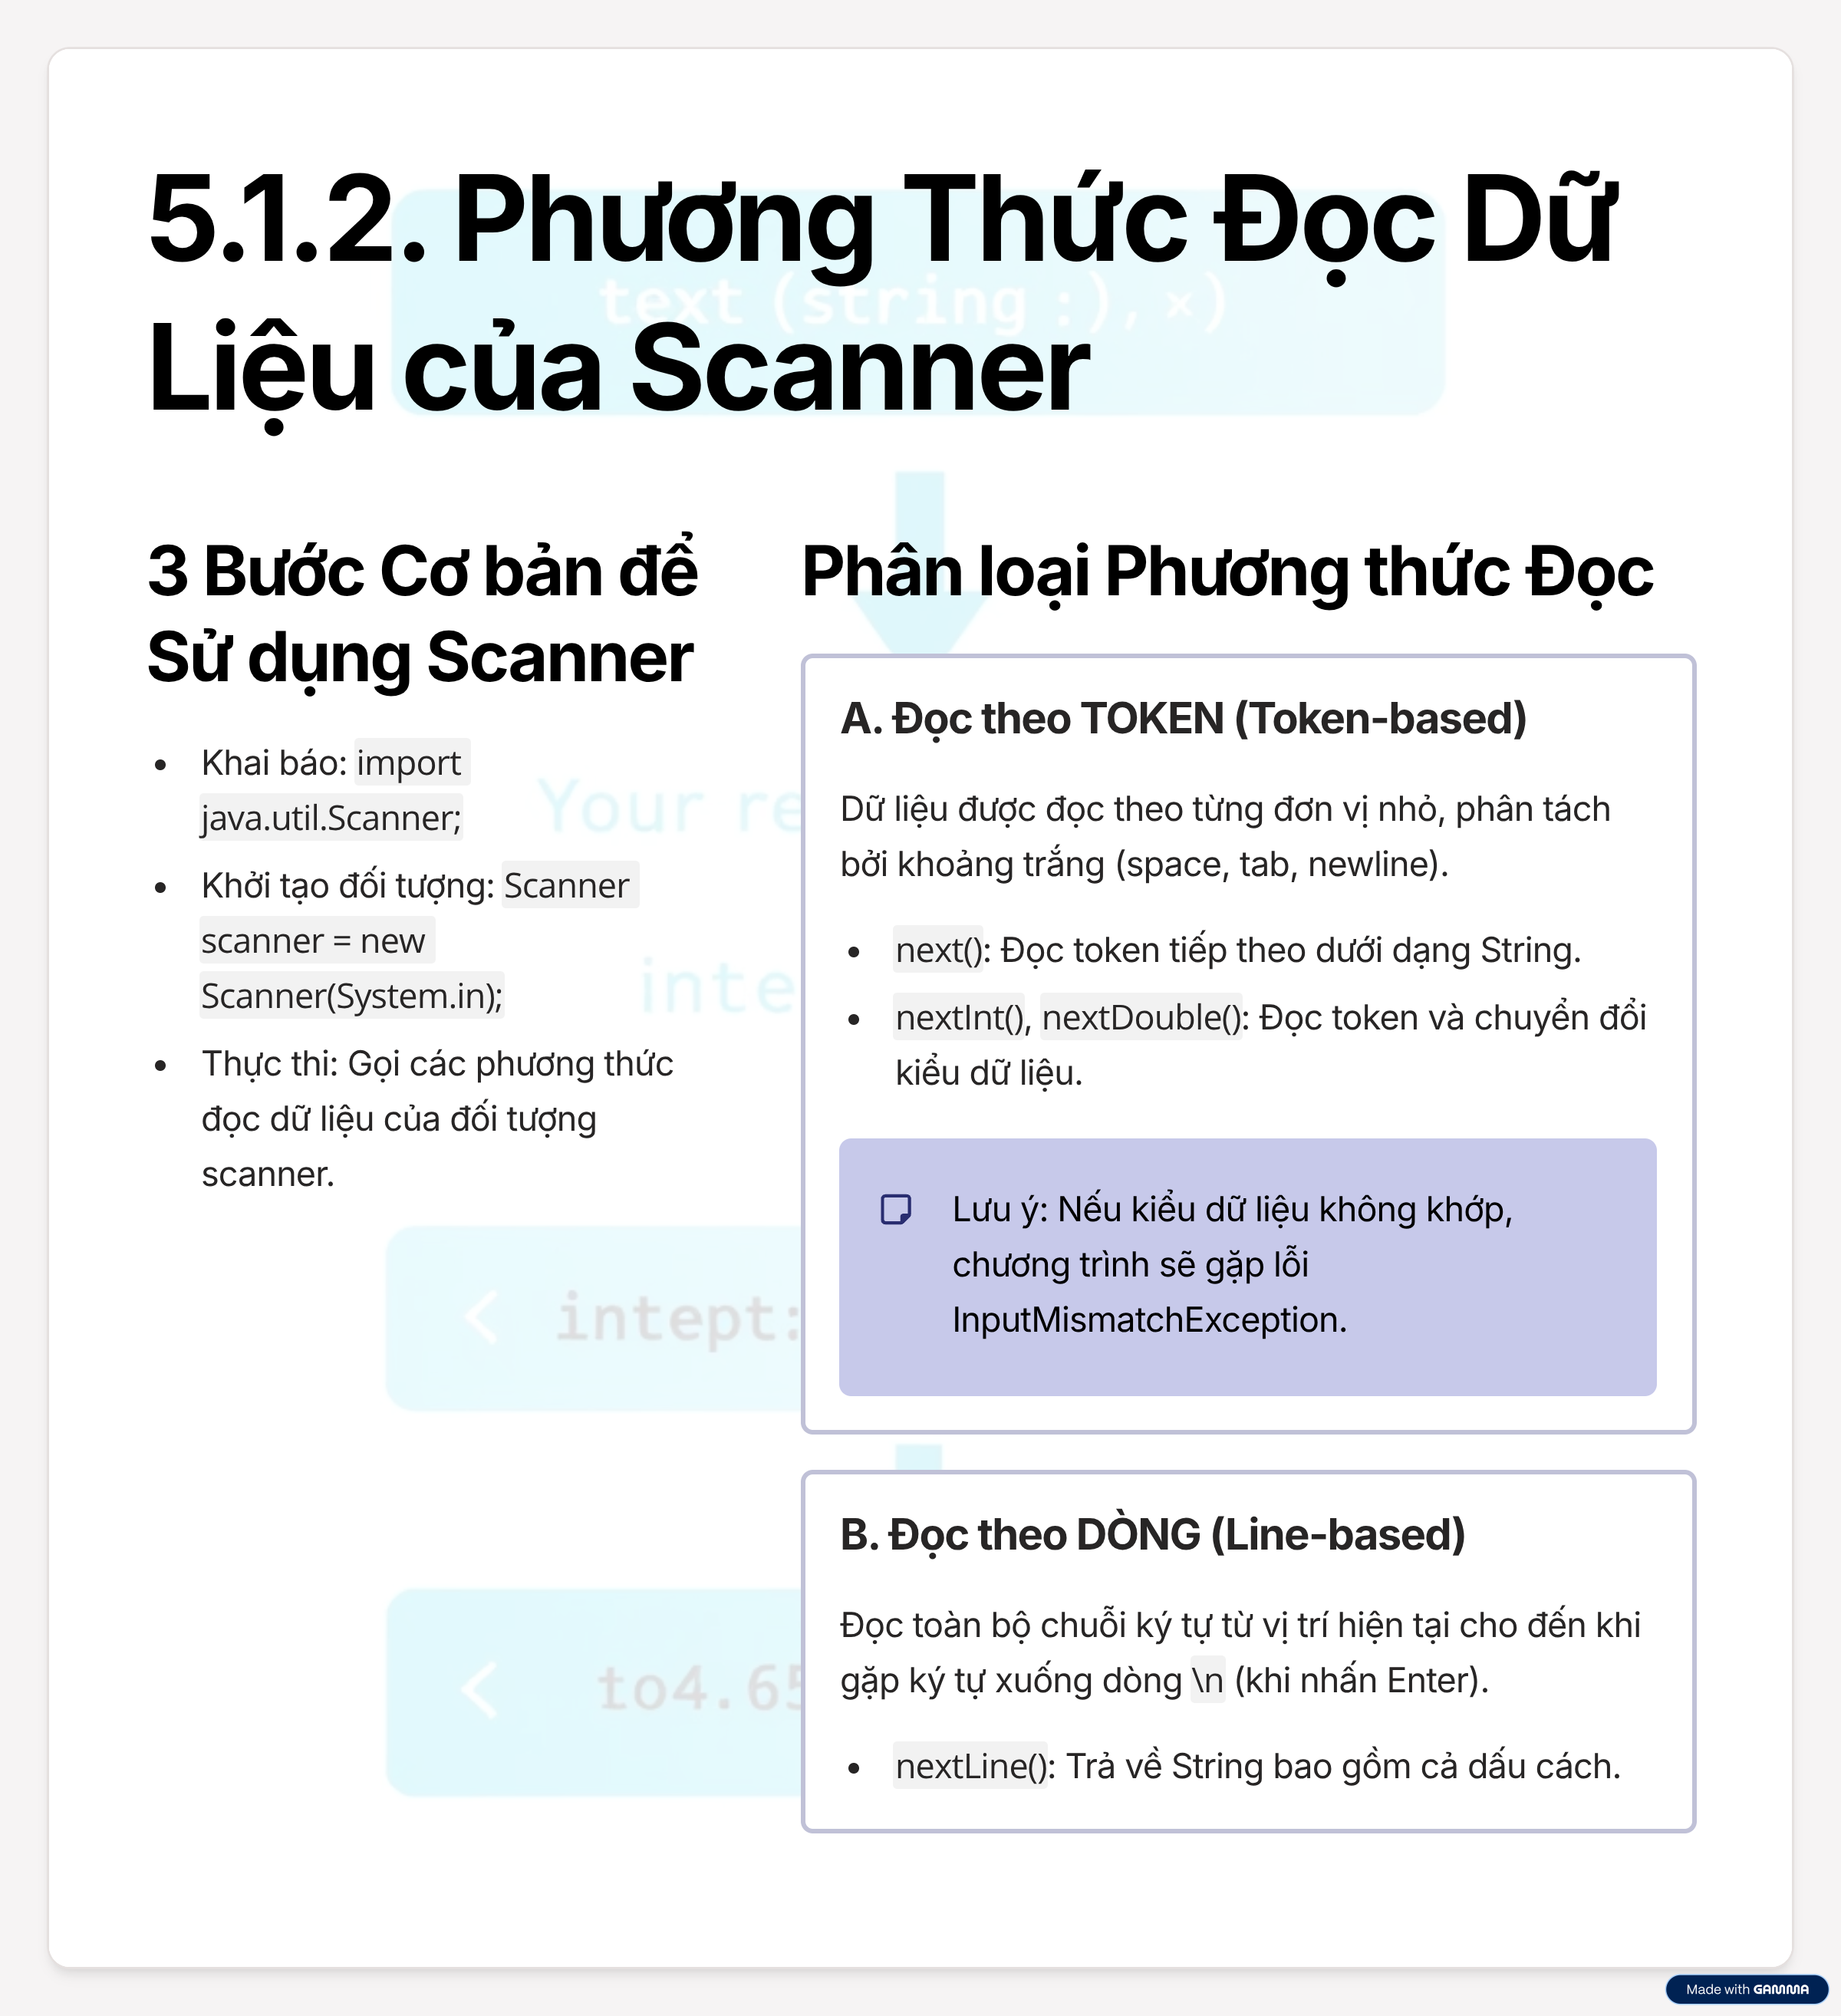 5.1.2. Phương Thức Đọc Dữ
Liệu của Scanner
text (string :), ×)
3 Bước Cơ bản để
Sử dụng Scanner
Khai báo: import
java.util.Scanner;
Khởi tạo đối tượng: Scanner
scanner = new
Scanner(System.in);
Thực thi: Gọi các phương thức
đọc dữ liệu của đối tượng
scanner.
Your re
inte
< intept:
< to4.65
Phân loại Phương thức Đọc
A. Đọc theo TOKEN (Token-based)
Dữ liệu được đọc theo từng đơn vị nhỏ, phân tách
bởi khoảng trắng (space, tab, newline).
next(): Đọc token tiếp theo dưới dạng String.
nextInt(), nextDouble(): Đọc token và chuyển đổi
kiểu dữ liệu.
Lưu ý: Nếu kiểu dữ liệu không khớp,
chương trình sẽ gặp lỗi
InputMismatchException.
B. Đọc theo DÒNG (Line-based)
Đọc toàn bộ chuỗi ký tự từ vị trí hiện tại cho đến khi
gặp ký tự xuống dòng \n (khi nhấn Enter).
nextLine(): Trả về String bao gồm cả dấu cách.
Made with GAMMA